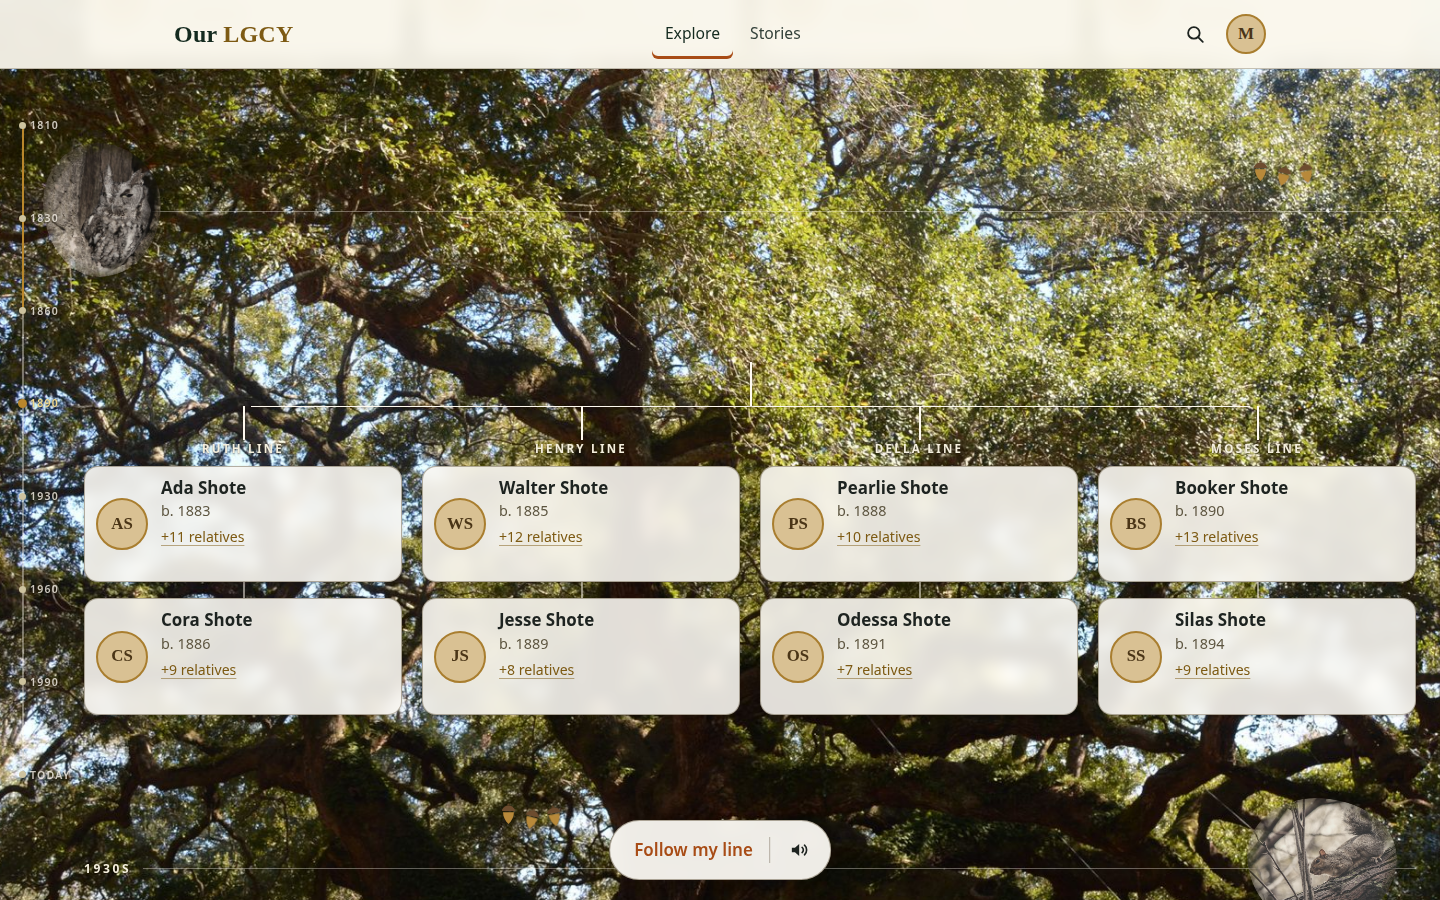 Our LGCY
Explore
Stories
M
1810
1830
1860
1890
1930
1960
1990
TODAY
RUTH LINE
HENRY LINE
DELLA LINE
MOSES LINE
AS
Ada Shote
b. 1883
+11 relatives
WS
Walter Shote
b. 1885
+12 relatives
PS
Pearlie Shote
b. 1888
+10 relatives
BS
Booker Shote
b. 1890
+13 relatives
CS
Cora Shote
b. 1886
+9 relatives
JS
Jesse Shote
b. 1889
+8 relatives
OS
Odessa Shote
b. 1891
+7 relatives
SS
Silas Shote
b. 1894
+9 relatives
Follow my line
1930S